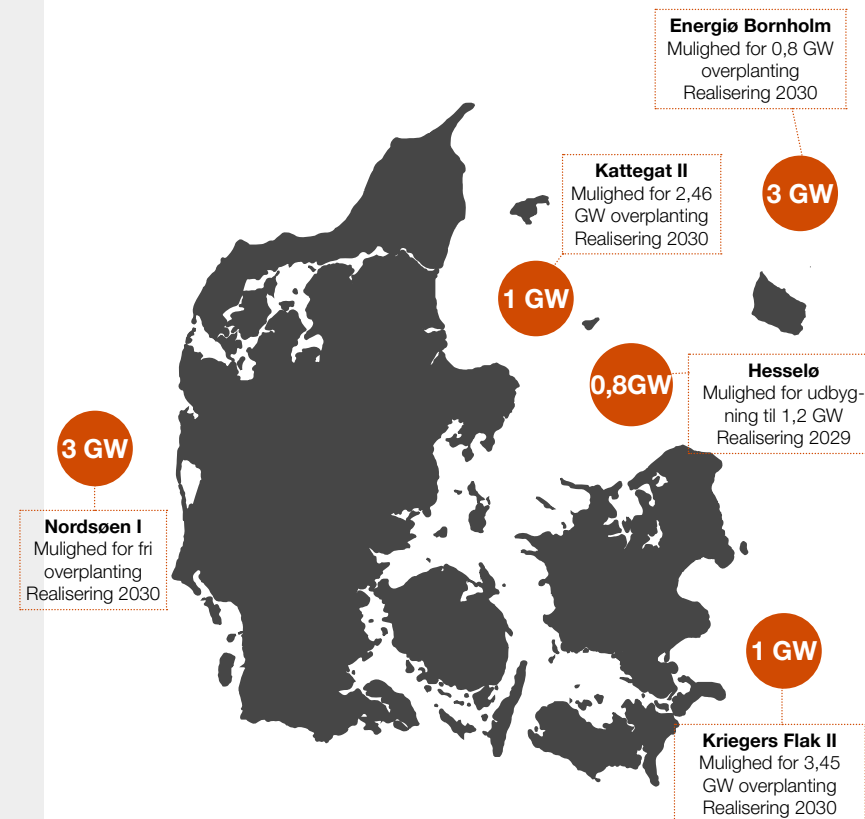 Energiø Bornholm
Mulighed for 0,8 GW
overplanting
Realisering 2030
3 GW
Kattegat II
Mulighed for 2,46
GW overplanting
Realisering 2030
1 GW
0,8GW
Hesselø
Mulighed for udbyg-
ning til 1,2 GW
Realisering 2029
3 GW
Nordsøen I
Mulighed for fri
overplanting
Realisering 2030
1 GW
Kriegers Flak II
Mulighed for 3,45
GW overplanting
Realisering 2030